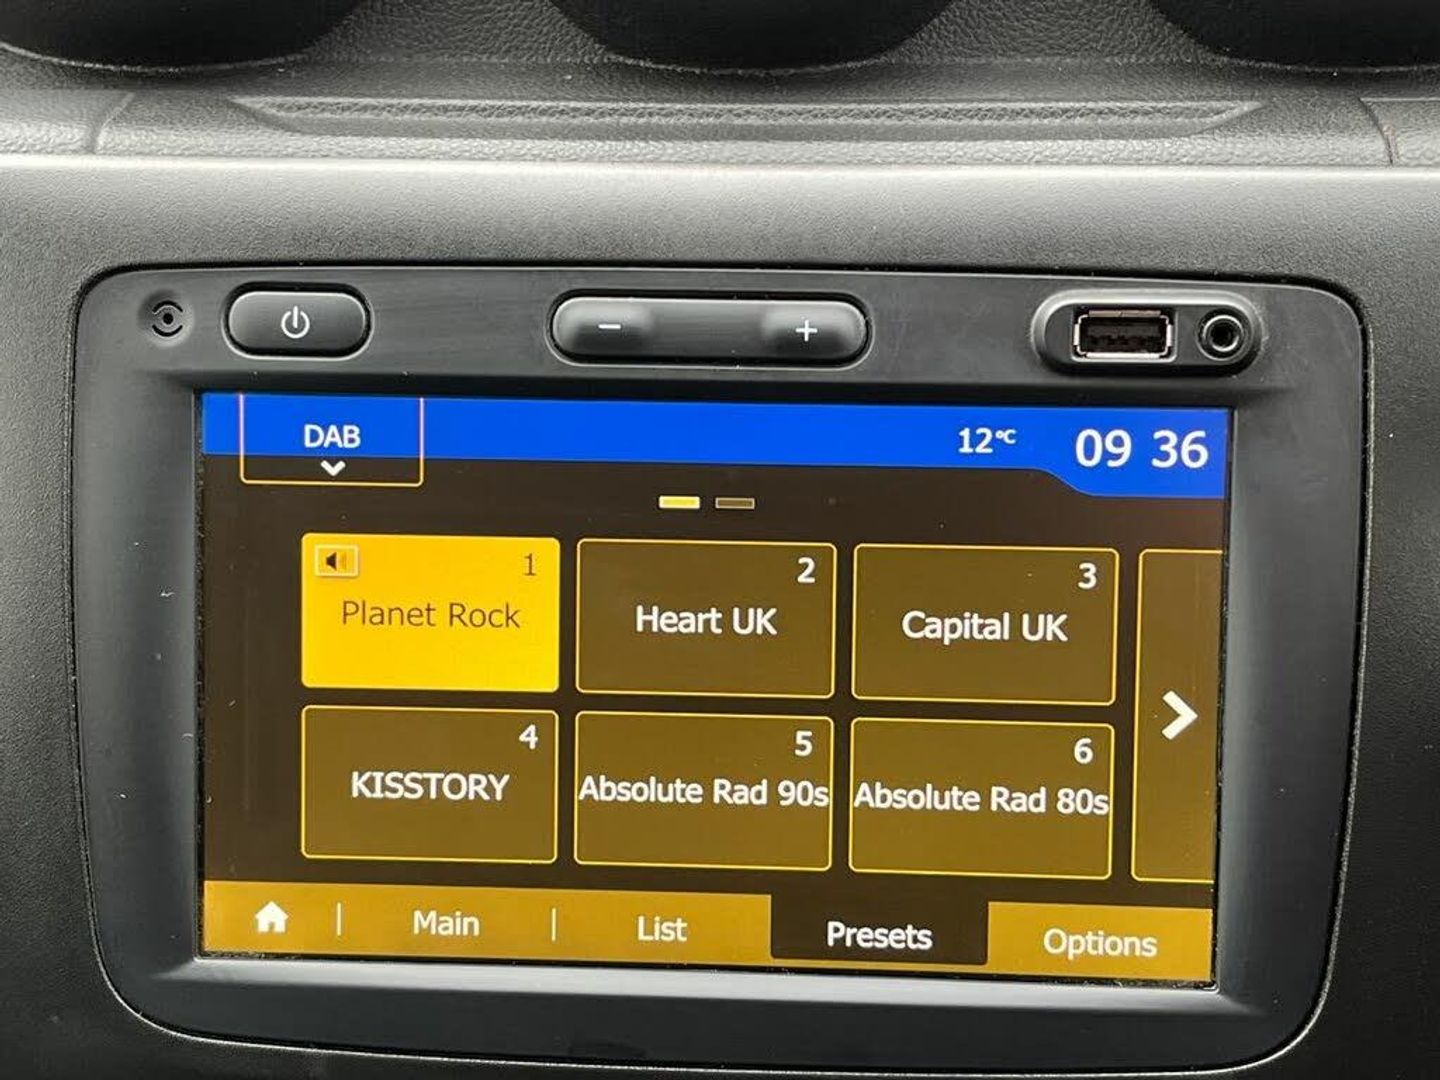 DAB
12°C
09 36
1
Planet Rock
2
Heart UK
3
Capital UK
4
KISSTORY
5
Absolute Rad 90s
6
Absolute Rad 80s
Main
List
Presets
Options